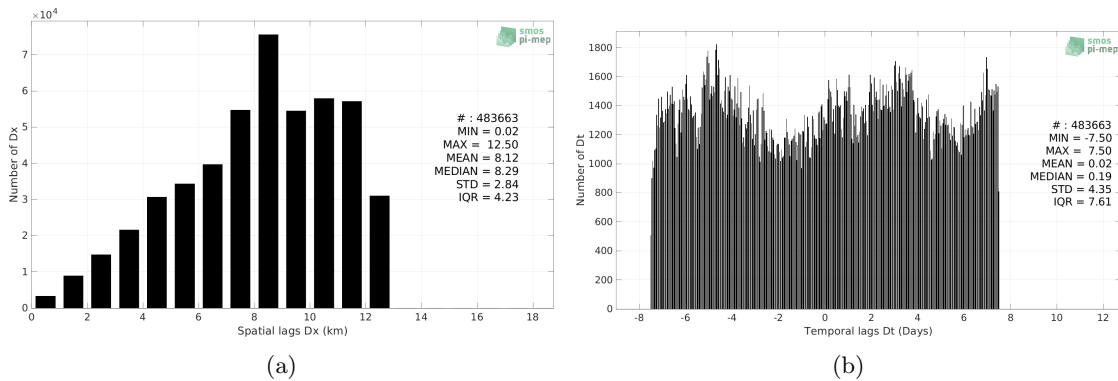 ×10⁴
7
6
5
4
3
2
1
0
Number of Dx
0 2 4 6 8 10 12 14 16 18
Spatial lags Dx (km)
smos
pi-mep
# : 483663
MIN = 0.02
MAX = 12.50
MEAN = 8.12
MEDIAN = 8.29
STD = 2.84
IQR = 4.23
(a)
1800
1600
1400
1200
1000
800
600
400
200
0
Number of Dt
-8 -6 -4 -2 0 2 4 6 8 10 12
Temporal lags Dt (Days)
smos
pi-mep
# : 483663
MIN = -7.50
MAX = 7.50
MEAN = 0.02
MEDIAN = 0.19
STD = 4.35
IQR = 7.61
(b)